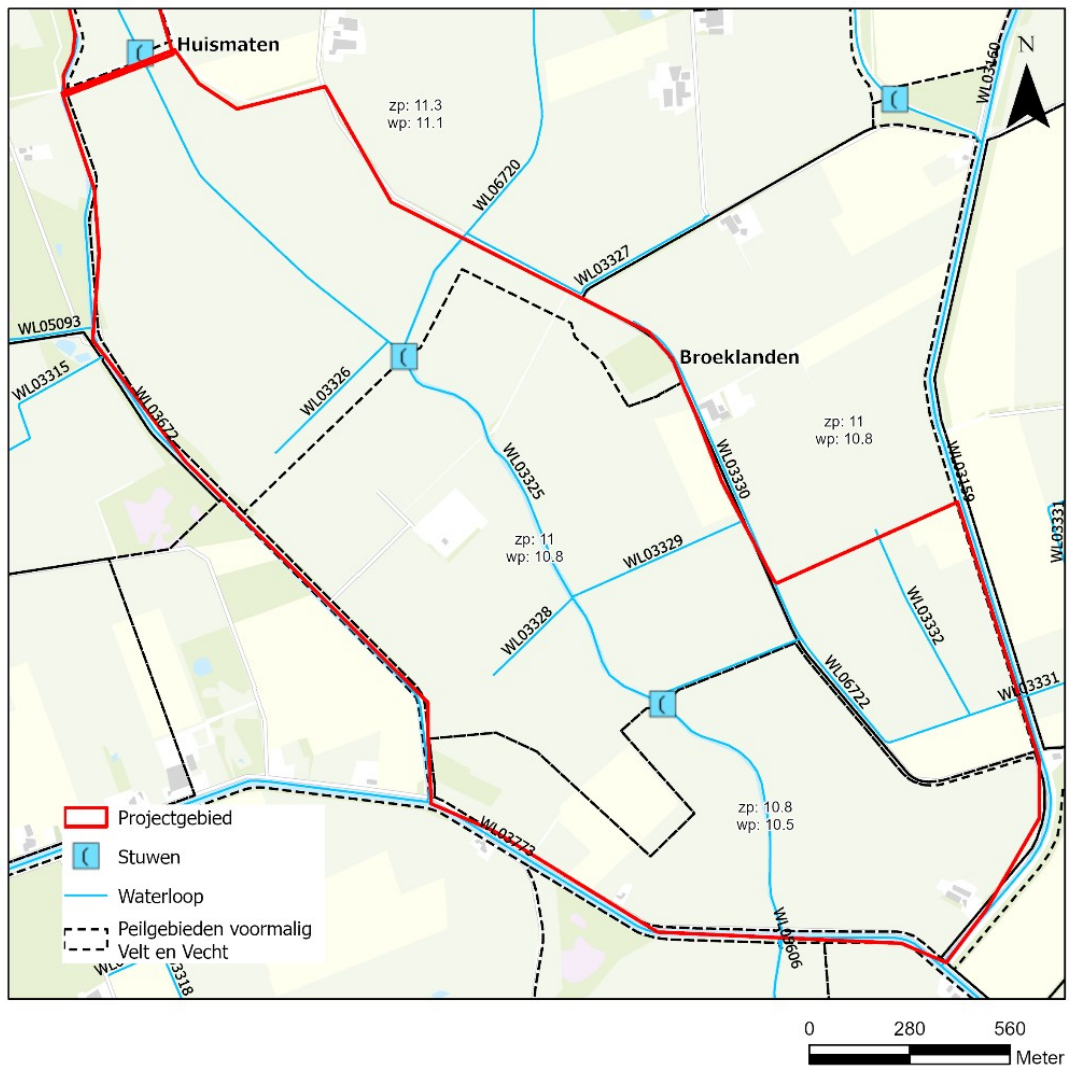 Huismaten
N
WL03160
zp: 11.3
wp: 11.1
WL06720
WL03327
WL05093
WL03315
WL03326
WL03672
Broeklanden
zp: 11
wp: 10.8
WL03325
WL03330
WL03159
WL03331
zp: 11
wp: 10.8
WL03329
WL03328
WL03332
WL06722
WL03331
zp: 10.8
wp: 10.5
WL03773
Projectgebied
Stuwen
Waterloop
Peilgebieden voormalig
Velt en Vecht
3318
0 280 560
Meter